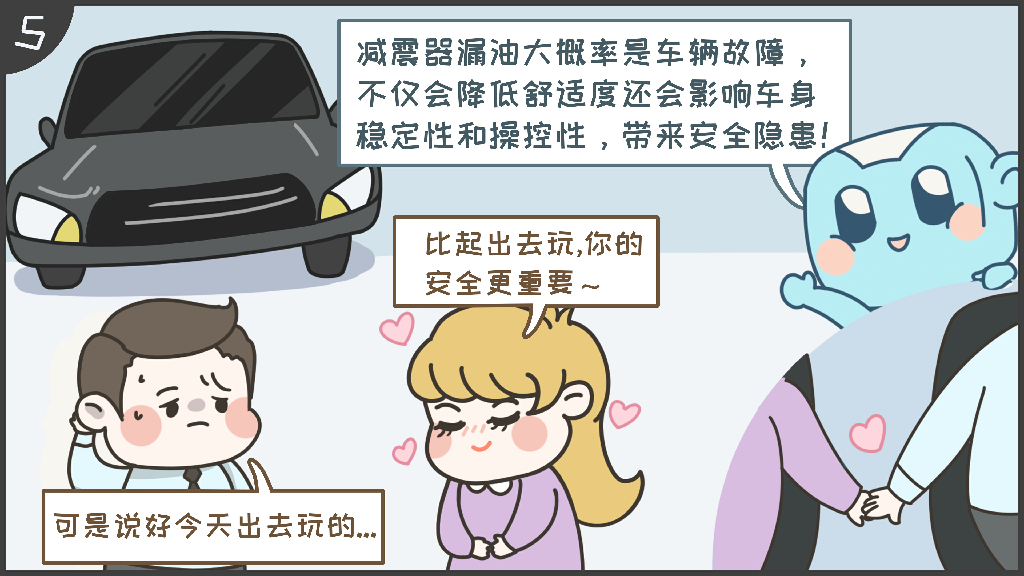 5
减震器漏油大概率是车辆故障，
不仅会降低舒适度还会影响车身
稳定性和操控性，带来安全隐患!
比起出去玩,你的
安全更重要~
可是说好今天出去玩的...